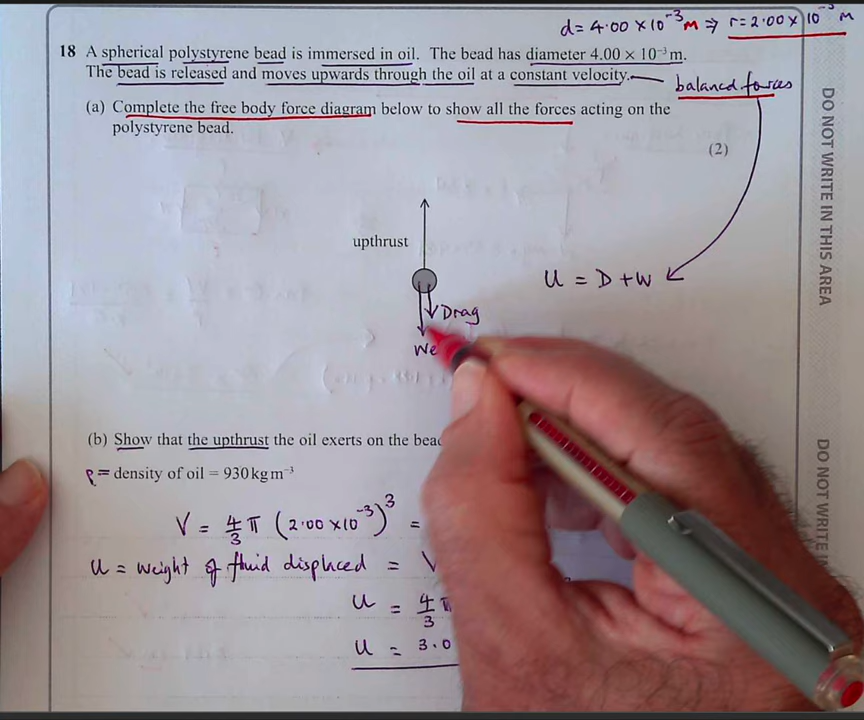 d = 4.00 × 10⁻³ m ⇒ r = 2.00 × 10⁻³ m
18 A spherical polystyrene bead is immersed in oil. The bead has diameter 4.00 × 10⁻³ m.
The bead is released and moves upwards through the oil at a constant velocity.
balanced forces
(a) Complete the free body force diagram below to show all the forces acting on the
polystyrene bead.
(2)
upthrust
U = D + W
Drag
We
(b) Show that the upthrust the oil exerts on the bead
ρ = density of oil = 930 kg m⁻³
V = 4/3 π (2.00 × 10⁻³)³ =
U = weight of fluid displaced = V
U = 4/3 π
U = 3.0
DO NOT WRITE IN THIS AREA
DO NOT WRITE IN THIS AREA